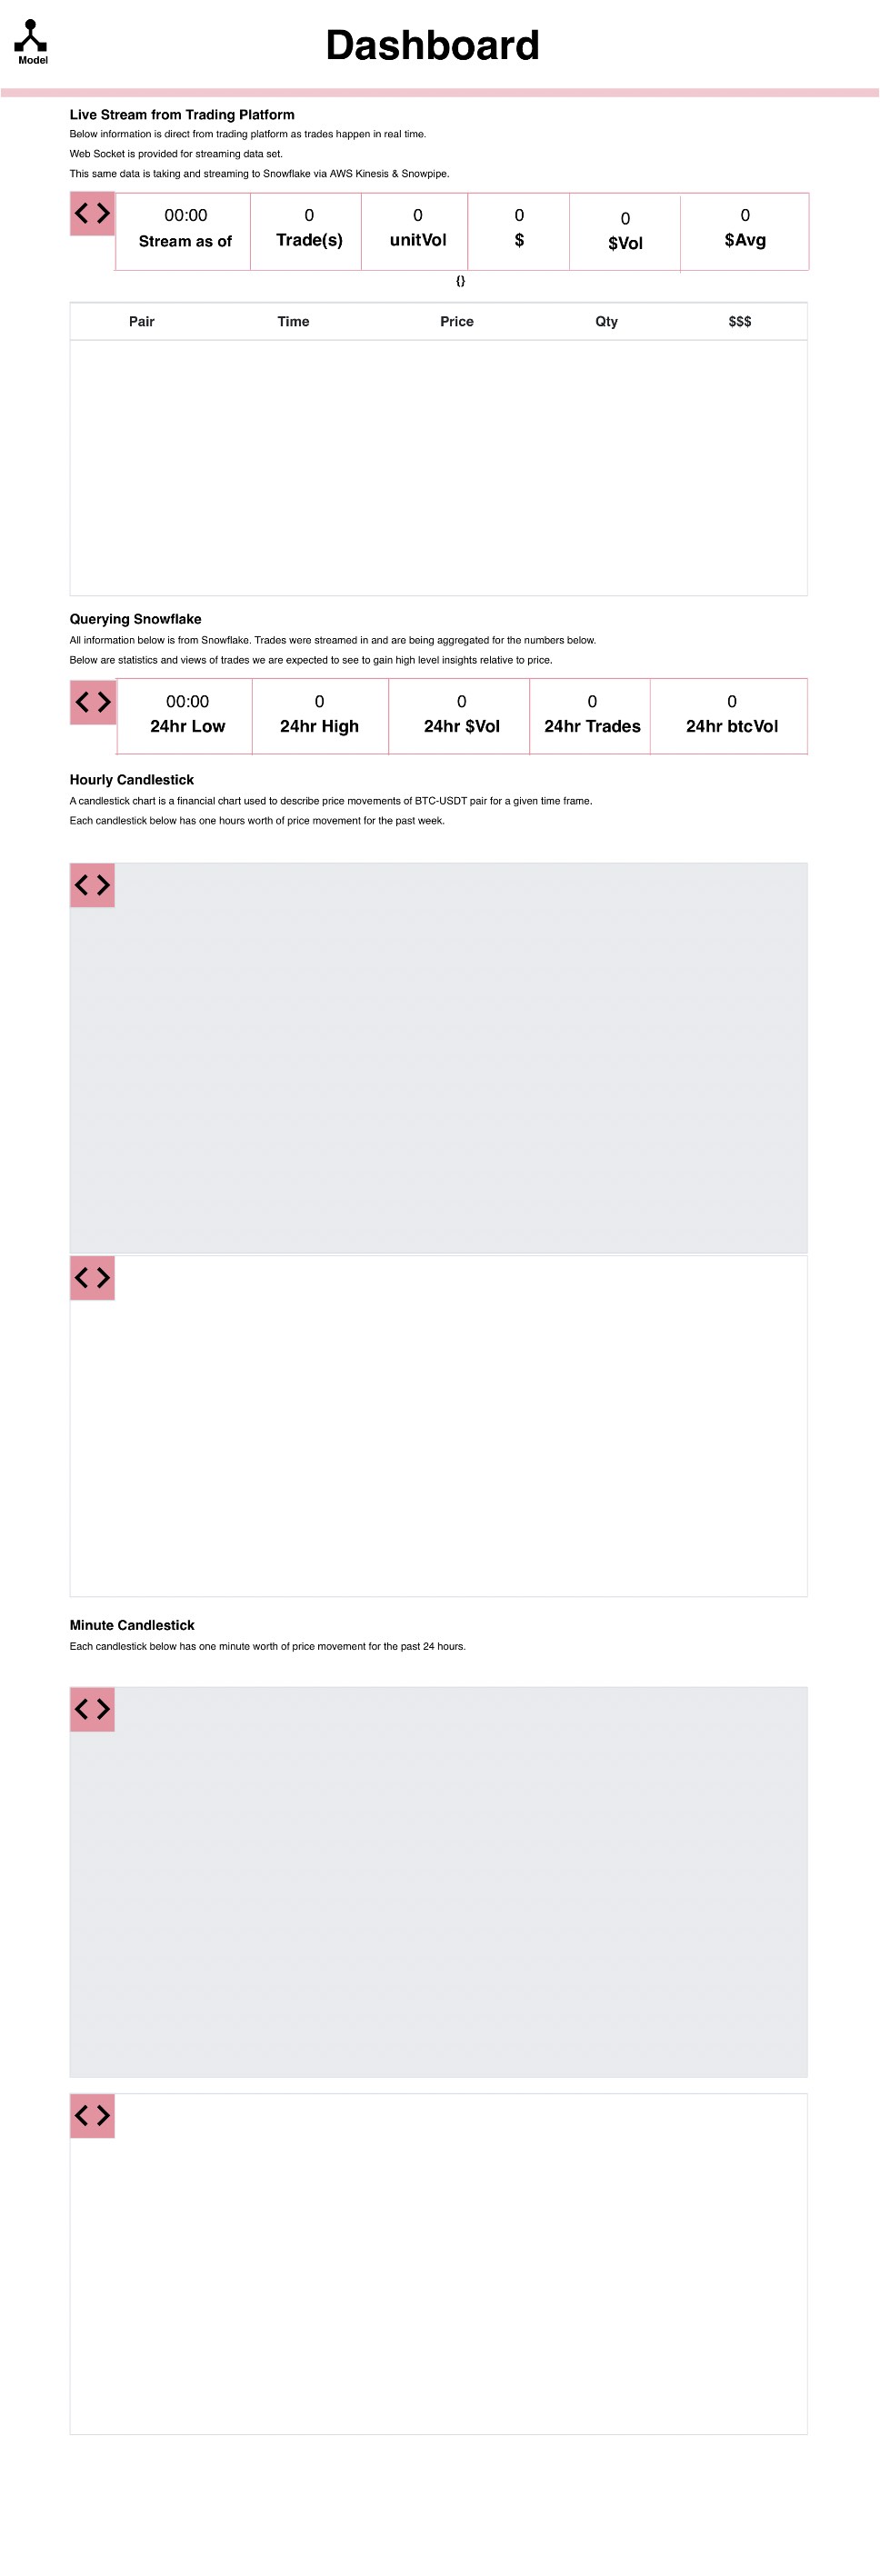 Dashboard
Model
Live Stream from Trading Platform
Below information is direct from trading platform as trades happen in real time.
Web Socket is provided for streaming data set.
This same data is taking and streaming to Snowflake via AWS Kinesis & Snowpipe.
00:00 0 0 0 0 0
Stream as of Trade(s) unitVol $ $Vol $Avg
{}
Pair Time Price Qty $$$
Querying Snowflake
All information below is from Snowflake. Trades were streamed in and are being aggregated for the numbers below.
Below are statistics and views of trades we are expected to see to gain high level insights relative to price.
00:00 0 0 0 0
24hr Low 24hr High 24hr $Vol 24hr Trades 24hr btcVol
Hourly Candlestick
A candlestick chart is a financial chart used to describe price movements of BTC-USDT pair for a given time frame.
Each candlestick below has one hours worth of price movement for the past week.
Minute Candlestick
Each candlestick below has one minute worth of price movement for the past 24 hours.